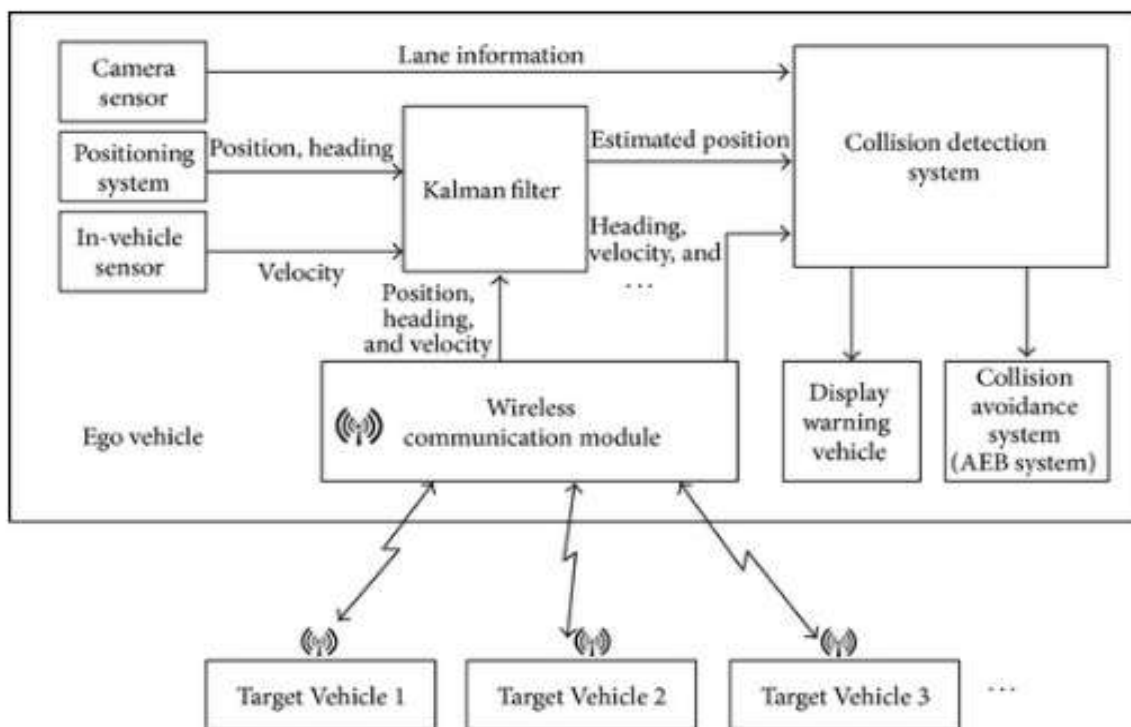 Camera
sensor
Lane information
Positioning
system
Position, heading
Kalman filter
Estimated position
Collision detection
system
In-vehicle
sensor
Velocity
Heading,
velocity, and
...
Position,
heading,
and velocity
Wireless
communication module
Ego vehicle
Display
warning
vehicle
Collision
avoidance
system
(AEB system)
Target Vehicle 1
Target Vehicle 2
Target Vehicle 3
...